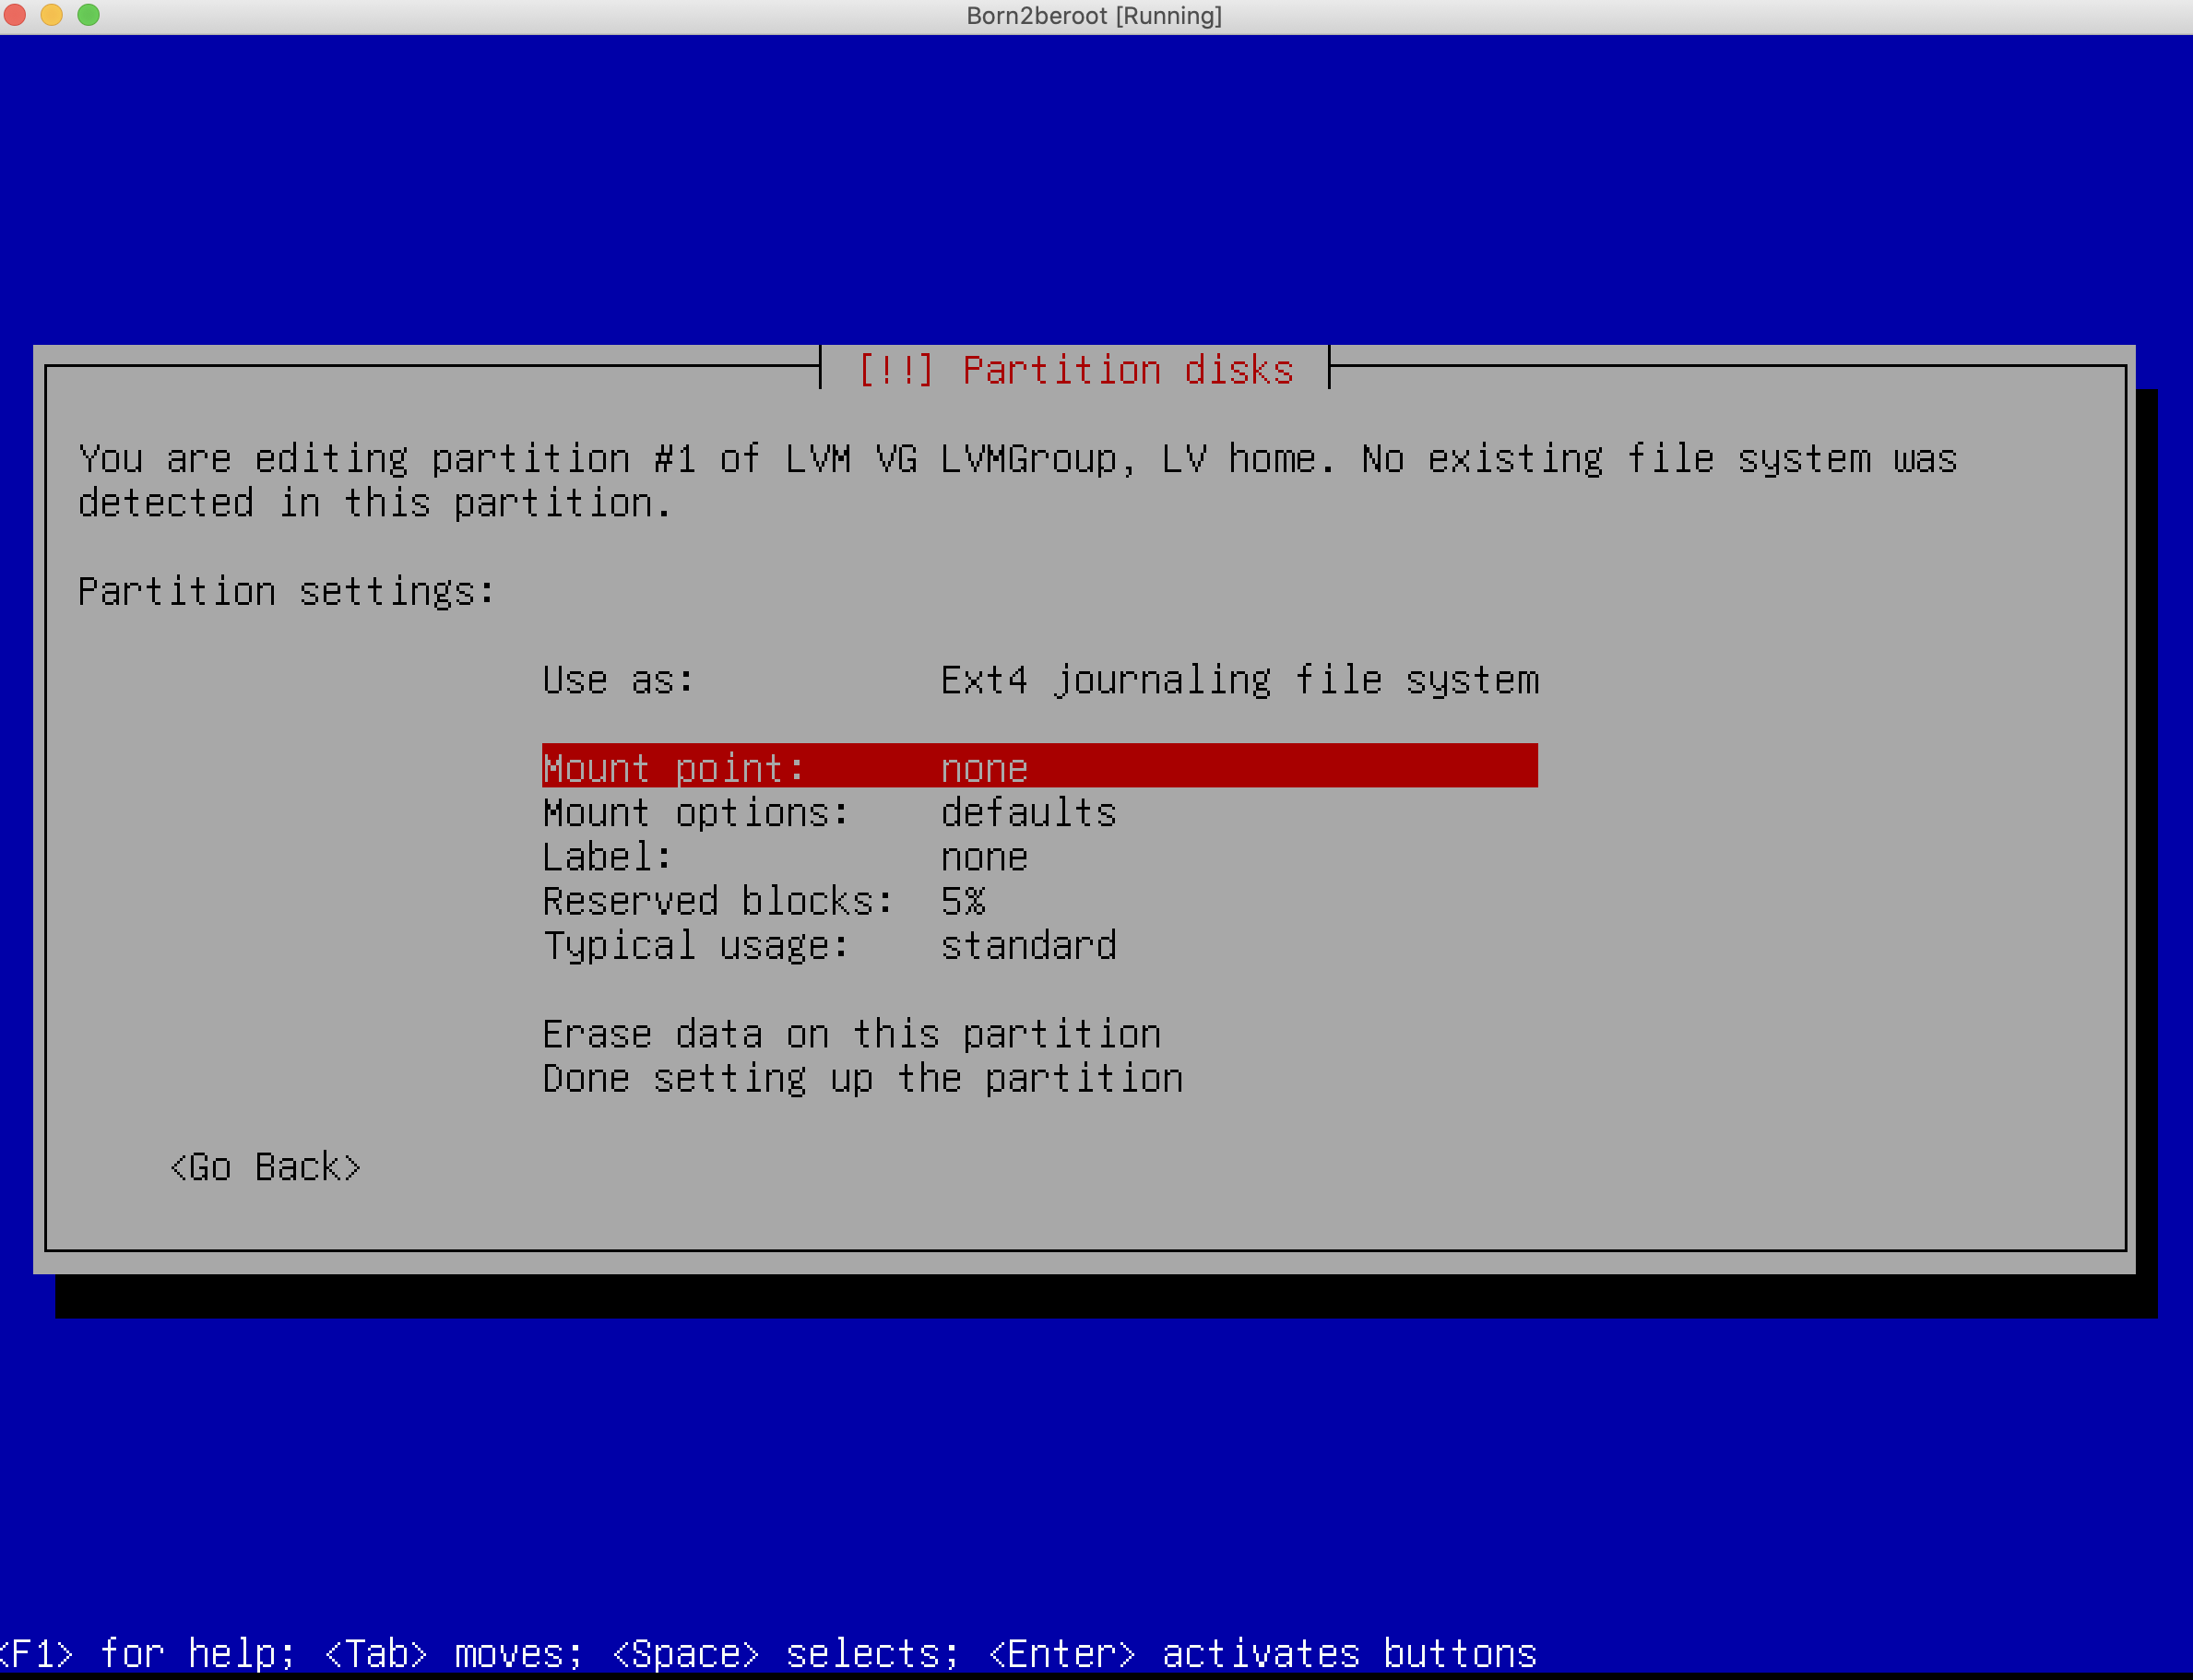 Born2beroot [Running]
[!!] Partition disks
You are editing partition #1 of LVM VG LVMGroup, LV home. No existing file system was
detected in this partition.
Partition settings:
Use as: Ext4 journaling file system
Mount point: none
Mount options: defaults
Label: none
Reserved blocks: 5%
Typical usage: standard
Erase data on this partition
Done setting up the partition
<Go Back>
<F1> for help; <Tab> moves; <Space> selects; <Enter> activates buttons